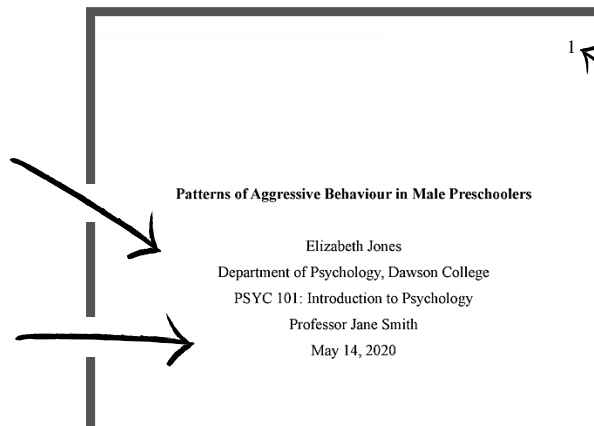 1
Patterns of Aggressive Behaviour in Male Preschoolers
Elizabeth Jones
Department of Psychology, Dawson College
PSYC 101: Introduction to Psychology
Professor Jane Smith
May 14, 2020